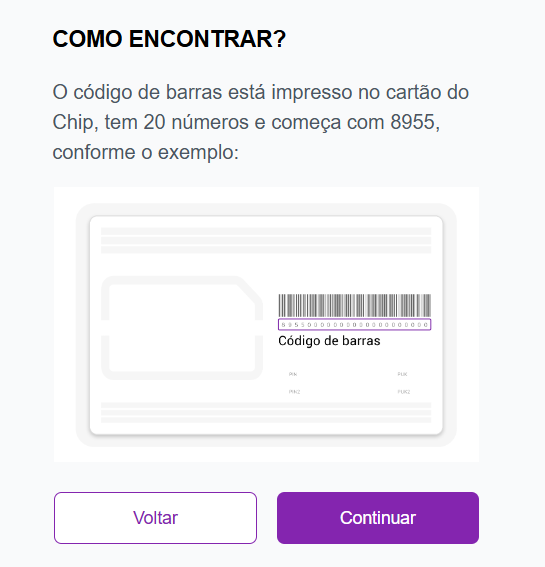 COMO ENCONTRAR?
O código de barras está impresso no cartão do
Chip, tem 20 números e começa com 8955,
conforme o exemplo:
89550000000000000000
Código de barras
PIN PUK
PIN2 PUK2
Voltar Continuar